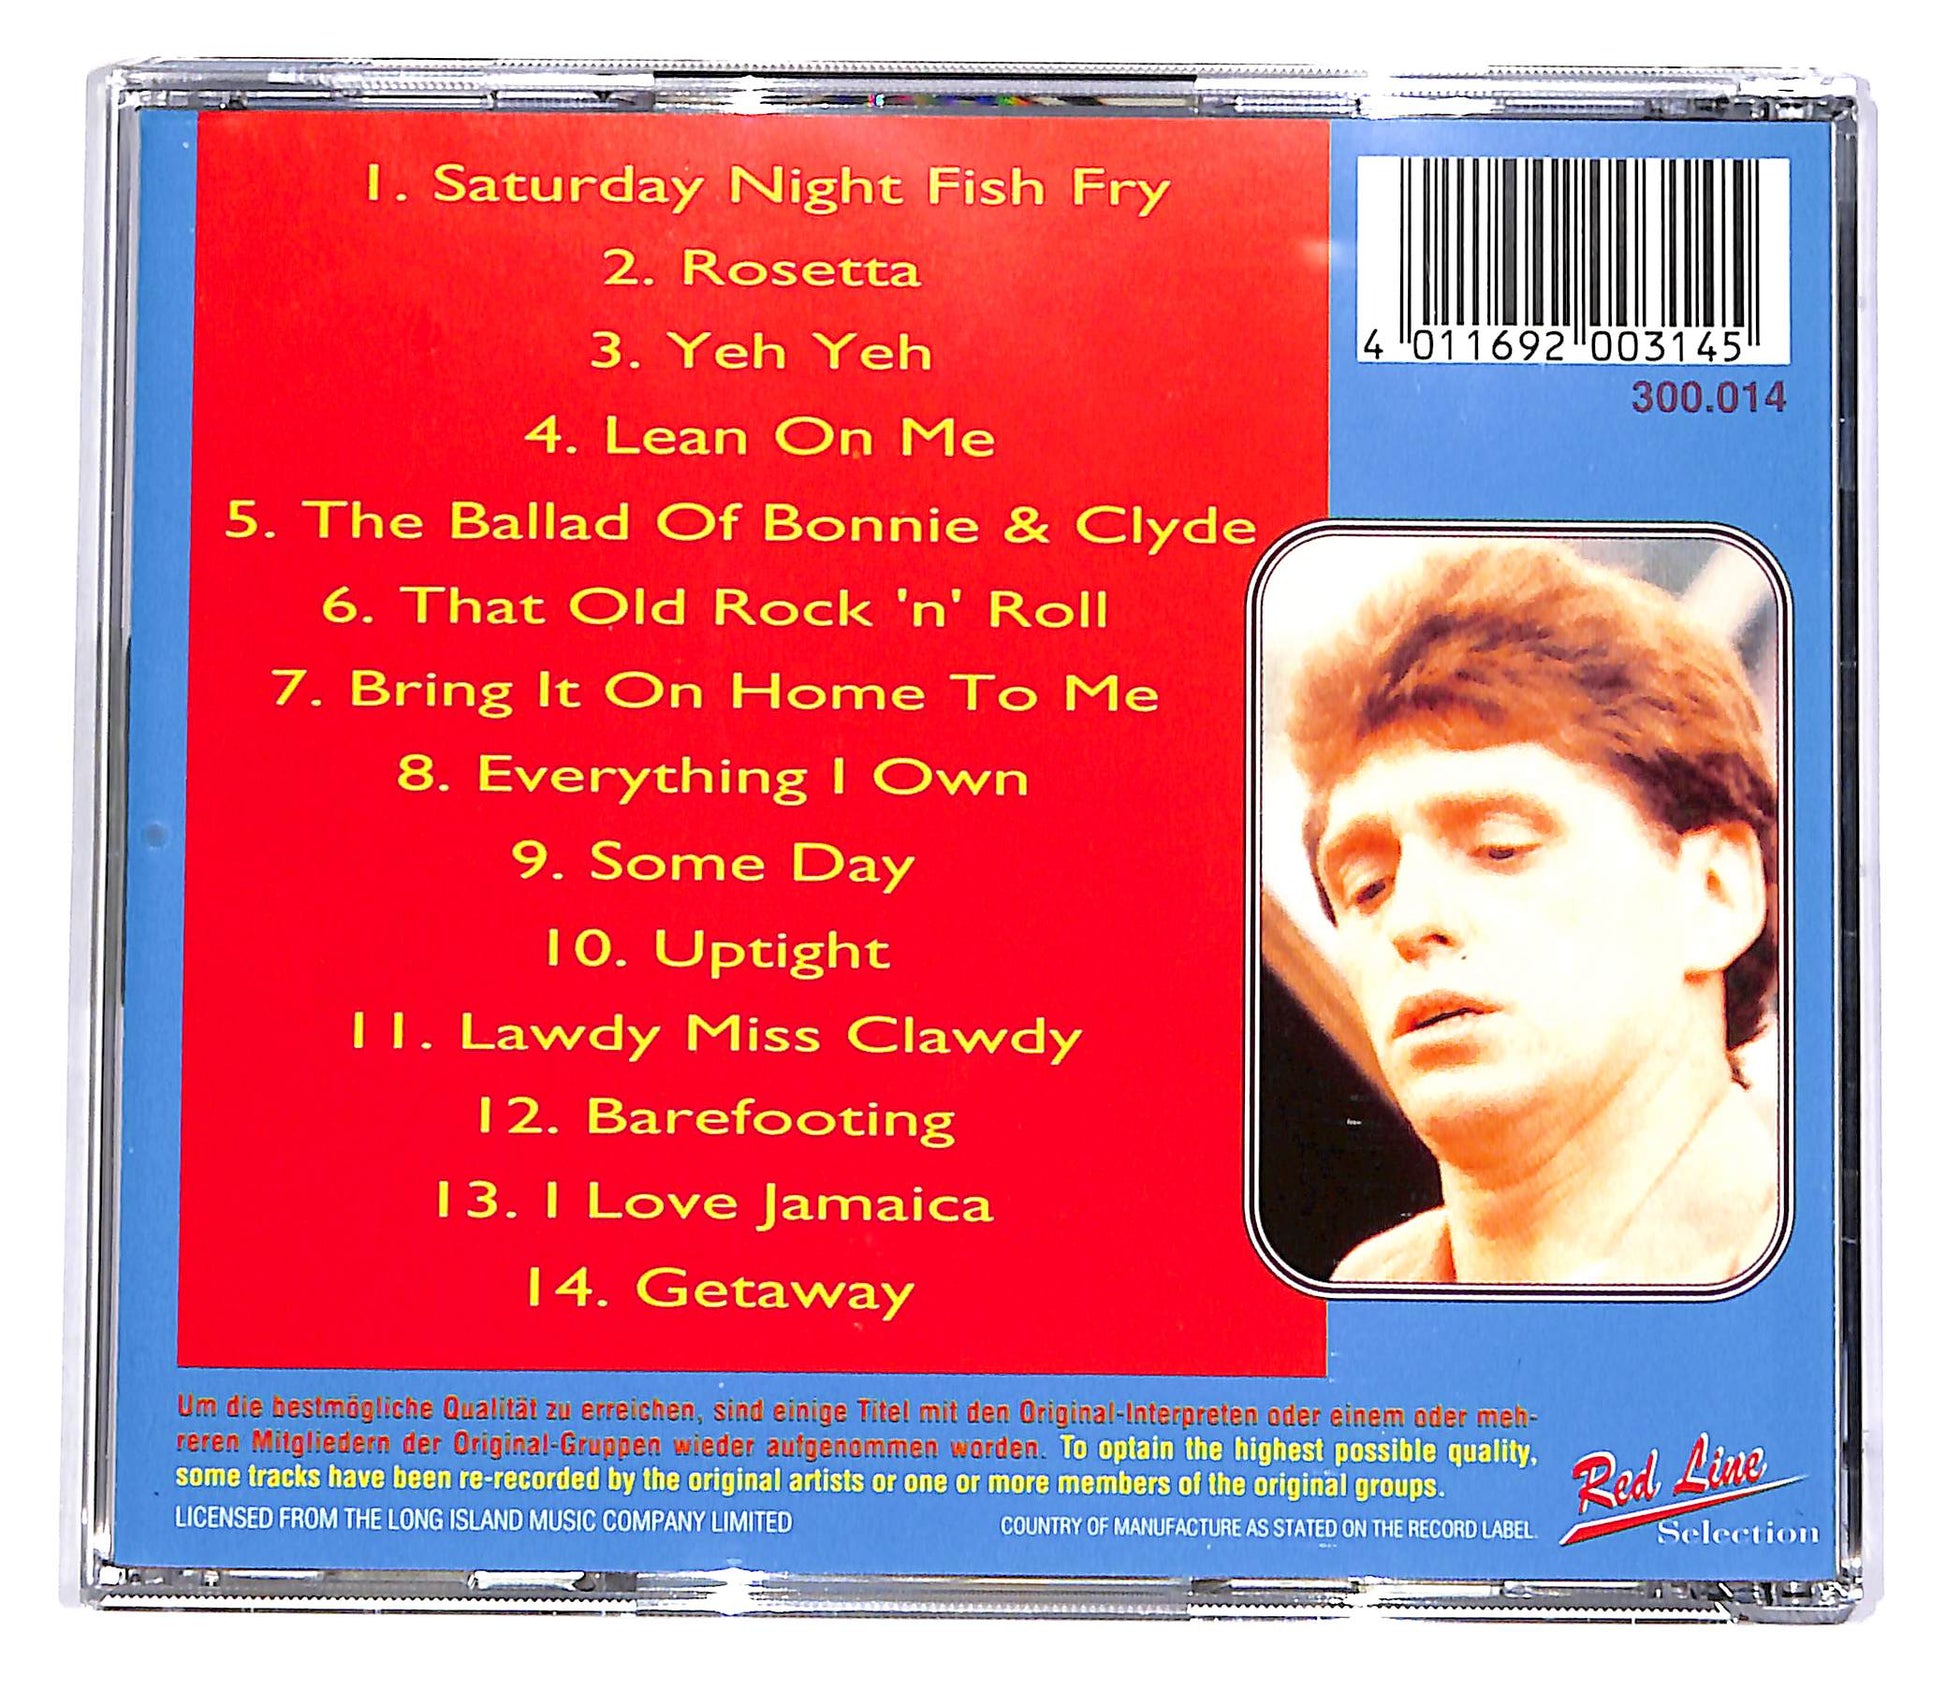 1. Saturday Night Fish Fry
2. Rosetta
3. Yeh Yeh
4. Lean On Me
5. The Ballad Of Bonnie & Clyde
6. That Old Rock 'n' Roll
7. Bring It On Home To Me
8. Everything I Own
9. Some Day
10. Uptight
11. Lawdy Miss Clawdy
12. Barefooting
13. I Love Jamaica
14. Getaway
4 011692 003145
300.014
Um die bestmögliche Qualität zu erreichen, sind einige Titel mit den Original-Interpreten oder einem oder meh-
reren Mitgliedern der Original-Gruppen wieder aufgenommen worden. To optain the highest possible quality,
some tracks have been re-recorded by the original artists or one or more members of the original groups.
LICENSED FROM THE LONG ISLAND MUSIC COMPANY LIMITED
COUNTRY OF MANUFACTURE AS STATED ON THE RECORD LABEL.
Red Line
Selection